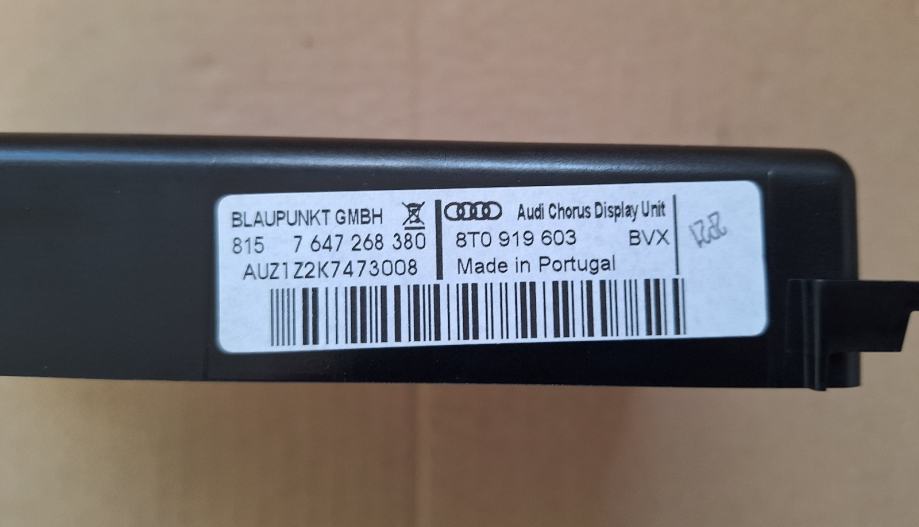 BLAUPUNKT GMBH
815 7 647 268 380
AUZ1Z2K7473008
Audi Chorus Display Unit
8T0 919 603 BVX
Made in Portugal